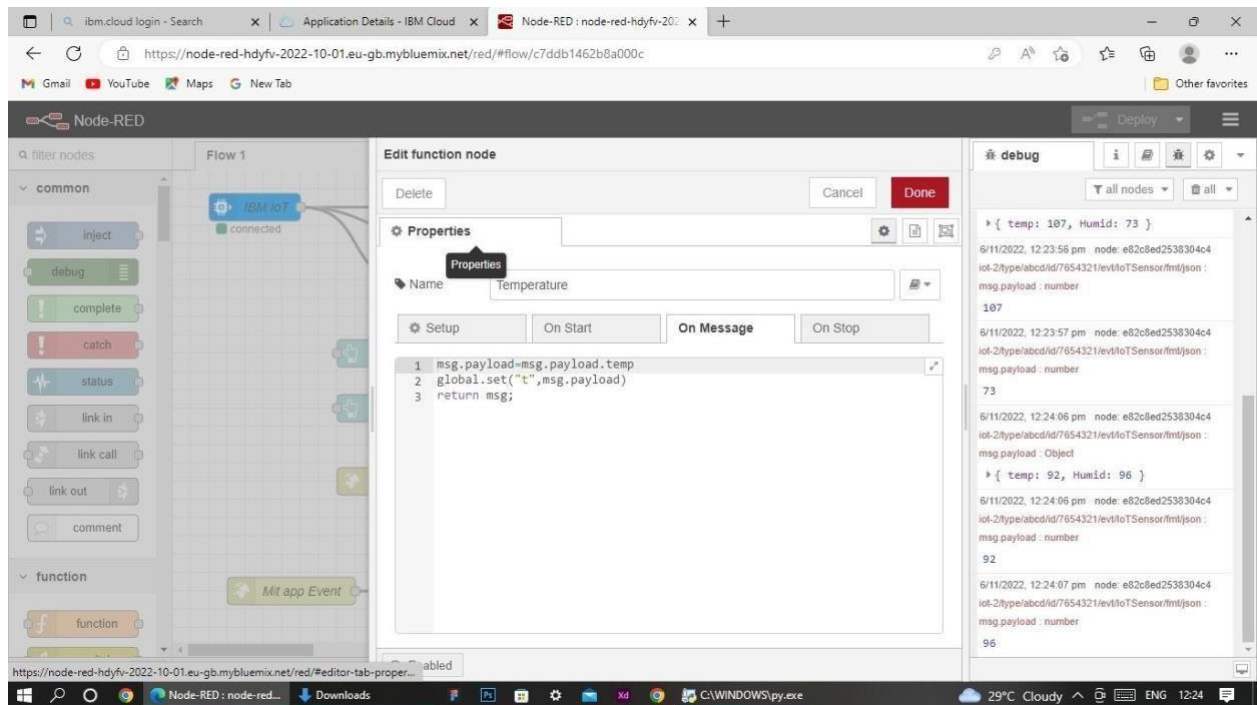 ibm.cloud login - Search
Application Details - IBM Cloud
Node-RED : node-red-hdyfv-202
https://node-red-hdyfv-2022-10-01.eu-gb.mybluemix.net/red/#flow/c7ddb1462b8a000c
Gmail YouTube Maps New Tab Other favorites
Node-RED Deploy
filter nodes
Flow 1
Edit function node
debug
i
common
Delete Cancel Done
all nodes all
IBM IoT
connected
Properties
Properties
Name Temperature
Setup On Start On Message On Stop
1 msg.payload=msg.payload.temp
2 global.set("t",msg.payload)
3 return msg;
Enabled
inject
debug
complete
catch
status
link in
link call
link out
comment
function
function
Mit app Event
{ temp: 107, Humid: 73 }
6/11/2022, 12:23:56 pm node: e82c8ed2538304c4
iot-2/type/abcd/id/7654321/evt/IoTSensor/fmt/json :
msg.payload : number
107
6/11/2022, 12:23:57 pm node: e82c8ed2538304c4
iot-2/type/abcd/id/7654321/evt/IoTSensor/fmt/json :
msg.payload : number
73
6/11/2022, 12:24:06 pm node: e82c8ed2538304c4
iot-2/type/abcd/id/7654321/evt/IoTSensor/fmt/json :
msg.payload : Object
{ temp: 92, Humid: 96 }
6/11/2022, 12:24:06 pm node: e82c8ed2538304c4
iot-2/type/abcd/id/7654321/evt/IoTSensor/fmt/json :
msg.payload : number
92
6/11/2022, 12:24:07 pm node: e82c8ed2538304c4
iot-2/type/abcd/id/7654321/evt/IoTSensor/fmt/json :
msg.payload : number
96
https://node-red-hdyfv-2022-10-01.eu-gb.mybluemix.net/red/#editor-tab-proper...
Node-RED : node-red... Downloads Ps Xd C:\WINDOWS\py.exe 29°C Cloudy ENG 12:24